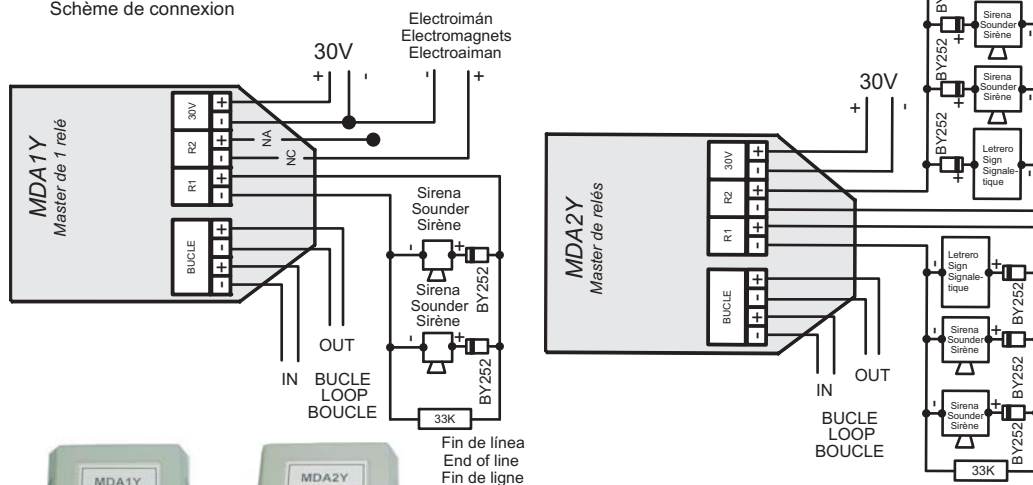 Schème de connexion
Electroimán
Electromagnets
Electroaiman
30V
+ - - +
MDA1Y
Master de 1 relé
30V
+
-
R2
+
-
NA
NC
R1
+
-
BUCLE
+
-
+
-
Sirena
Sounder
Sirène
- +
BY252
Sirena
Sounder
Sirène
- +
BY252
33K
Fin de línea
End of line
Fin de ligne
OUT
IN
BUCLE
LOOP
BOUCLE
MDA1Y
MDA2Y
30V
+ -
MDA2Y
Master de relés
30V
+
-
R2
+
-
R1
+
-
BUCLE
+
-
+
-
OUT
IN
BUCLE
LOOP
BOUCLE
+
Sirena
Sounder
Sirène
-
BY252
+
Sirena
Sounder
Sirène
-
BY252
+
Letrero
Sign
Signale-
tique
-
Letrero
Sign
Signale-
tique
- +
BY252
Sirena
Sounder
Sirène
- +
BY252
Sirena
Sounder
Sirène
- +
BY252
33K